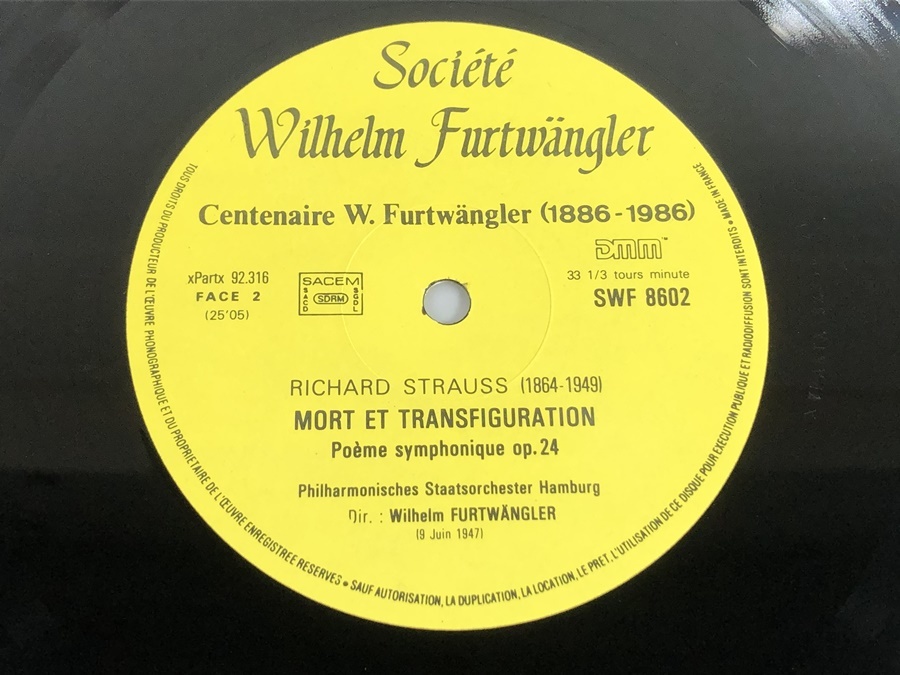 Société
Wilhelm Furtwängler
Centenaire W. Furtwängler (1886-1986)
DMM™
xPartx 92.316
FACE 2
(25'05)
SACEM
SACD
SDRM
SGDL
33 1/3 tours minute
SWF 8602
RICHARD STRAUSS (1864-1949)
MORT ET TRANSFIGURATION
Poème symphonique op.24
Philharmonisches Staatsorchester Hamburg
Dir. : Wilhelm FURTWÄNGLER
(9 Juin 1947)
TOUS DROITS DU PRODUCTEUR DE L'ŒUVRE PHONOGRAPHIQUE ET DU PROPRIETAIRE DE L'ŒUVRE ENREGISTREE RESERVES • SAUF AUTORISATION, LA DUPLICATION, LA LOCATION, LE PRET, L'UTILISATION DE CE DISQUE POUR EXECUTION PUBLIQUE ET RADIODIFFUSION SONT INTERDITS • MADE IN FRANCE